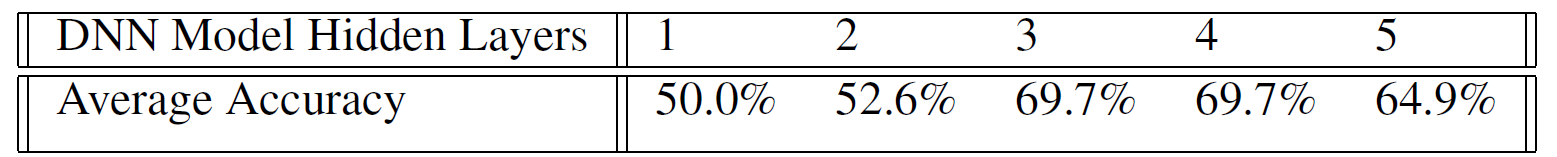 DNN Model Hidden Layers 1 2 3 4 5
Average Accuracy 50.0% 52.6% 69.7% 69.7% 64.9%